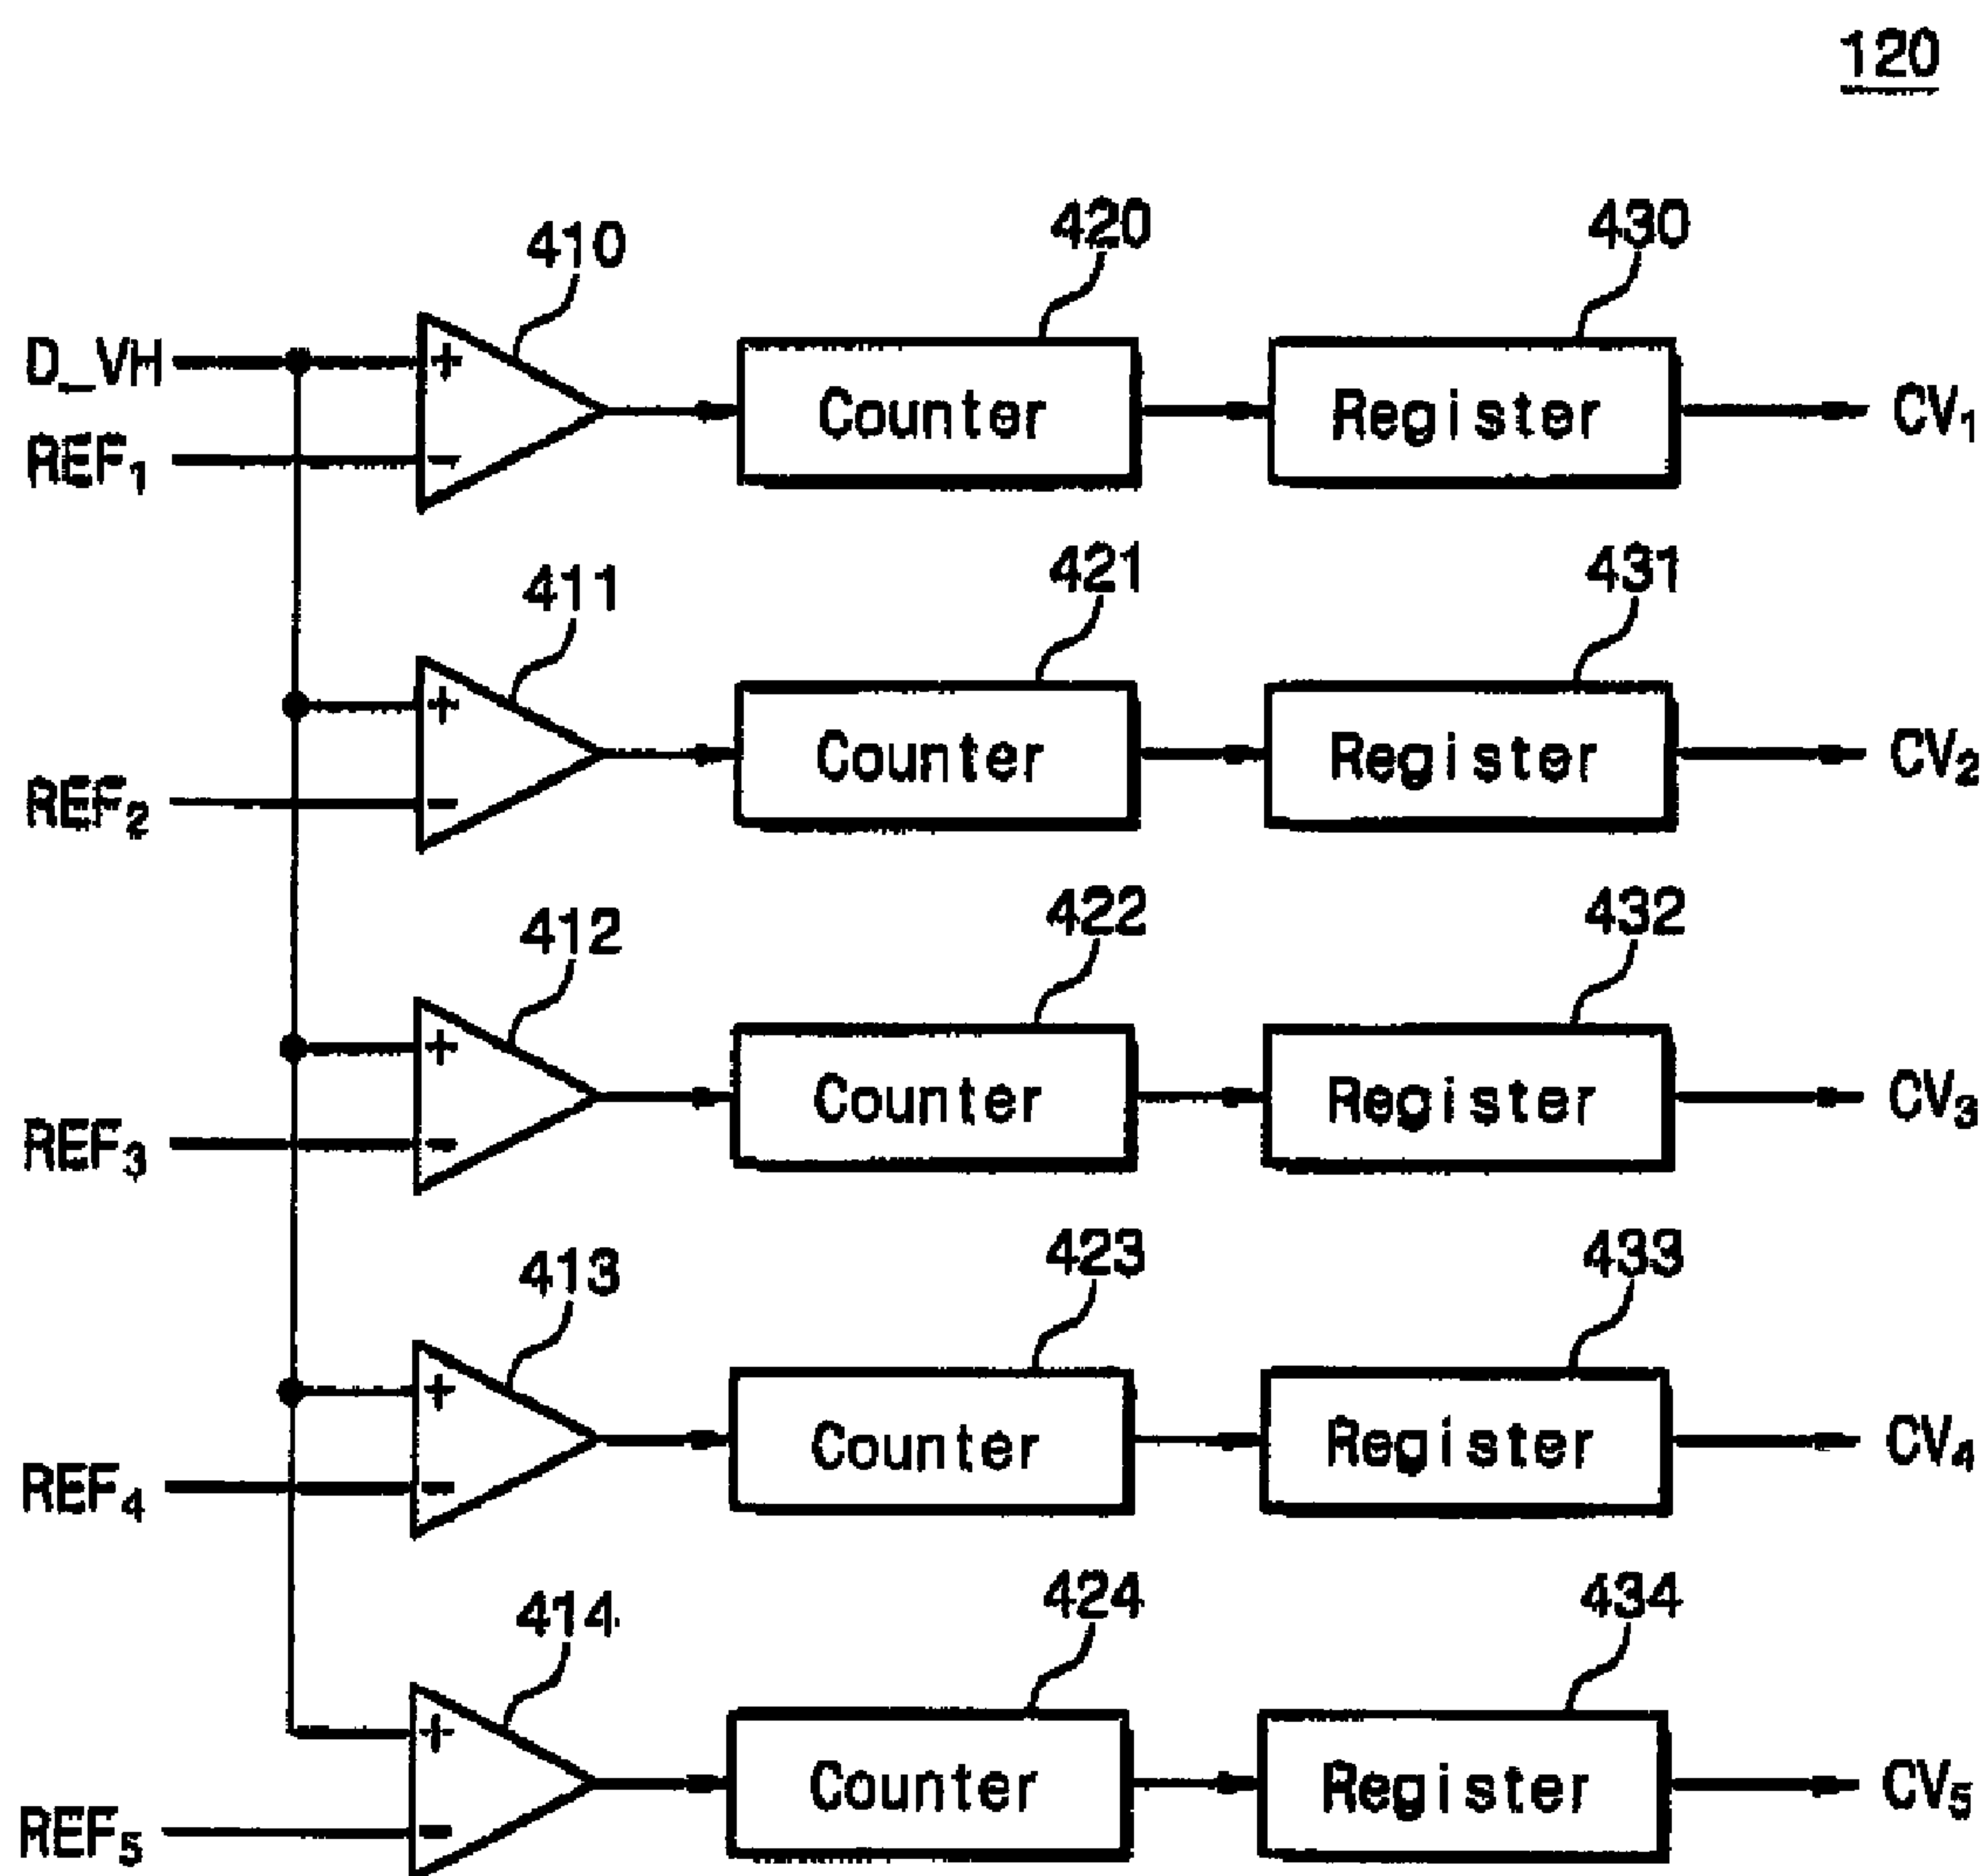 120
410 420 430
D_VH + Counter Register CV₁
REF₁ −
411 421 431
+ Counter Register CV₂
REF₂ −
412 422 432
+ Counter Register CV₃
REF₃ −
413 423 433
+ Counter Register CV₄
REF₄ −
414 424 434
+ Counter Register CV₅
REF₅ −